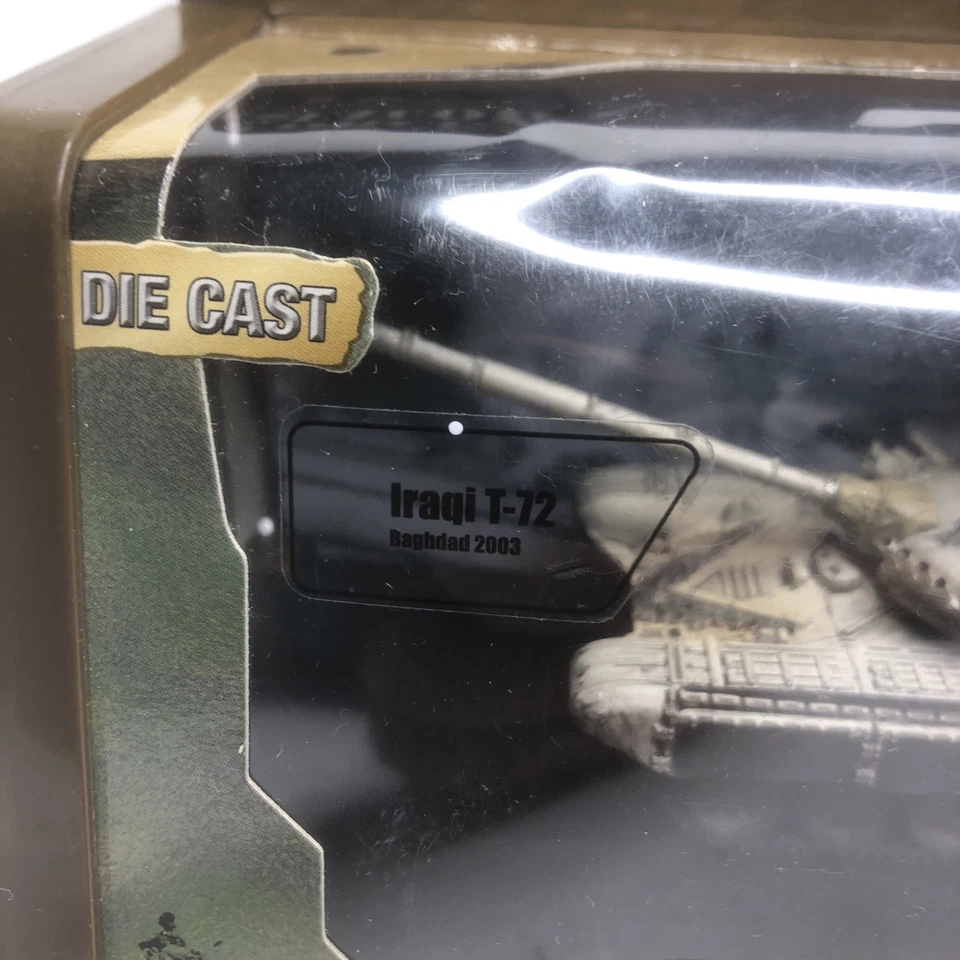 DIE CAST
Iraqi T-72
Baghdad 2003